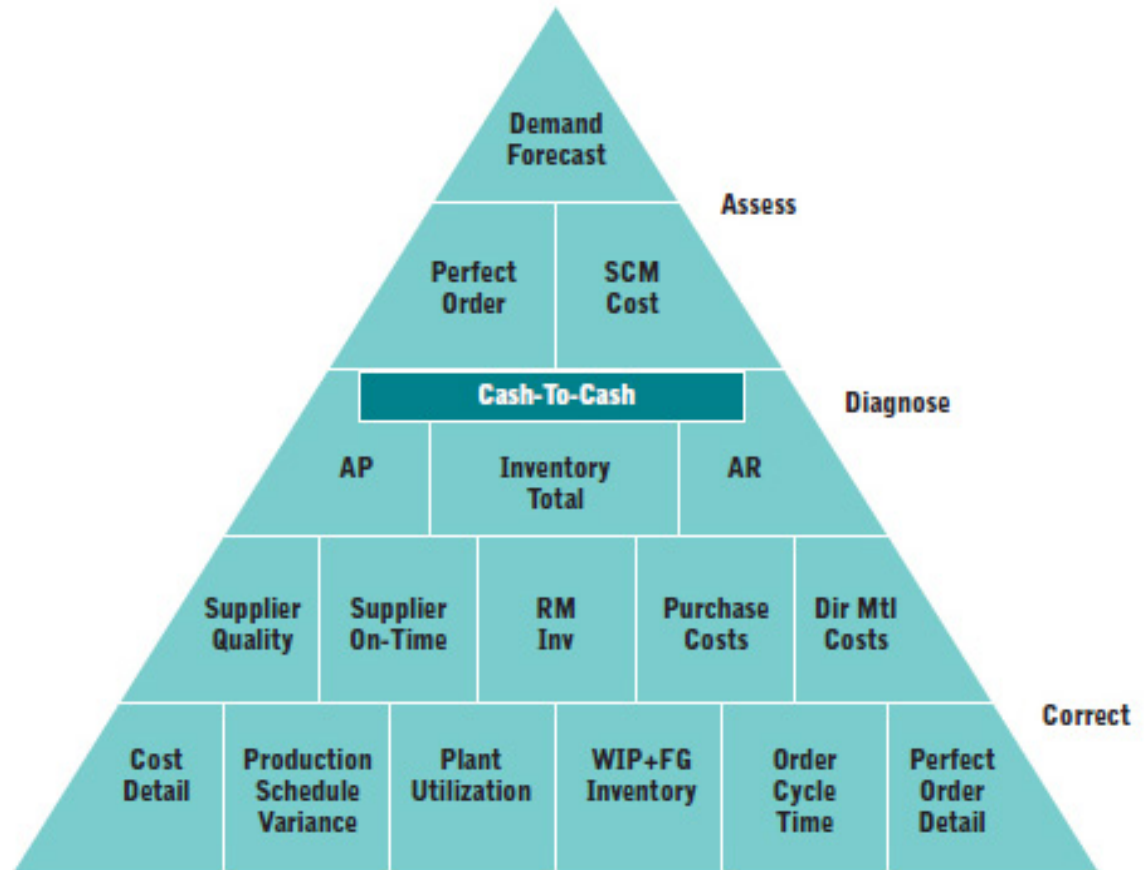 Demand
Forecast
Assess
Perfect
Order
SCM
Cost
Cash-To-Cash
Diagnose
AP
Inventory
Total
AR
Supplier
Quality
Supplier
On-Time
RM
Inv
Purchase
Costs
Dir Mtl
Costs
Correct
Cost
Detail
Production
Schedule
Variance
Plant
Utilization
WIP+FG
Inventory
Order
Cycle
Time
Perfect
Order
Detail